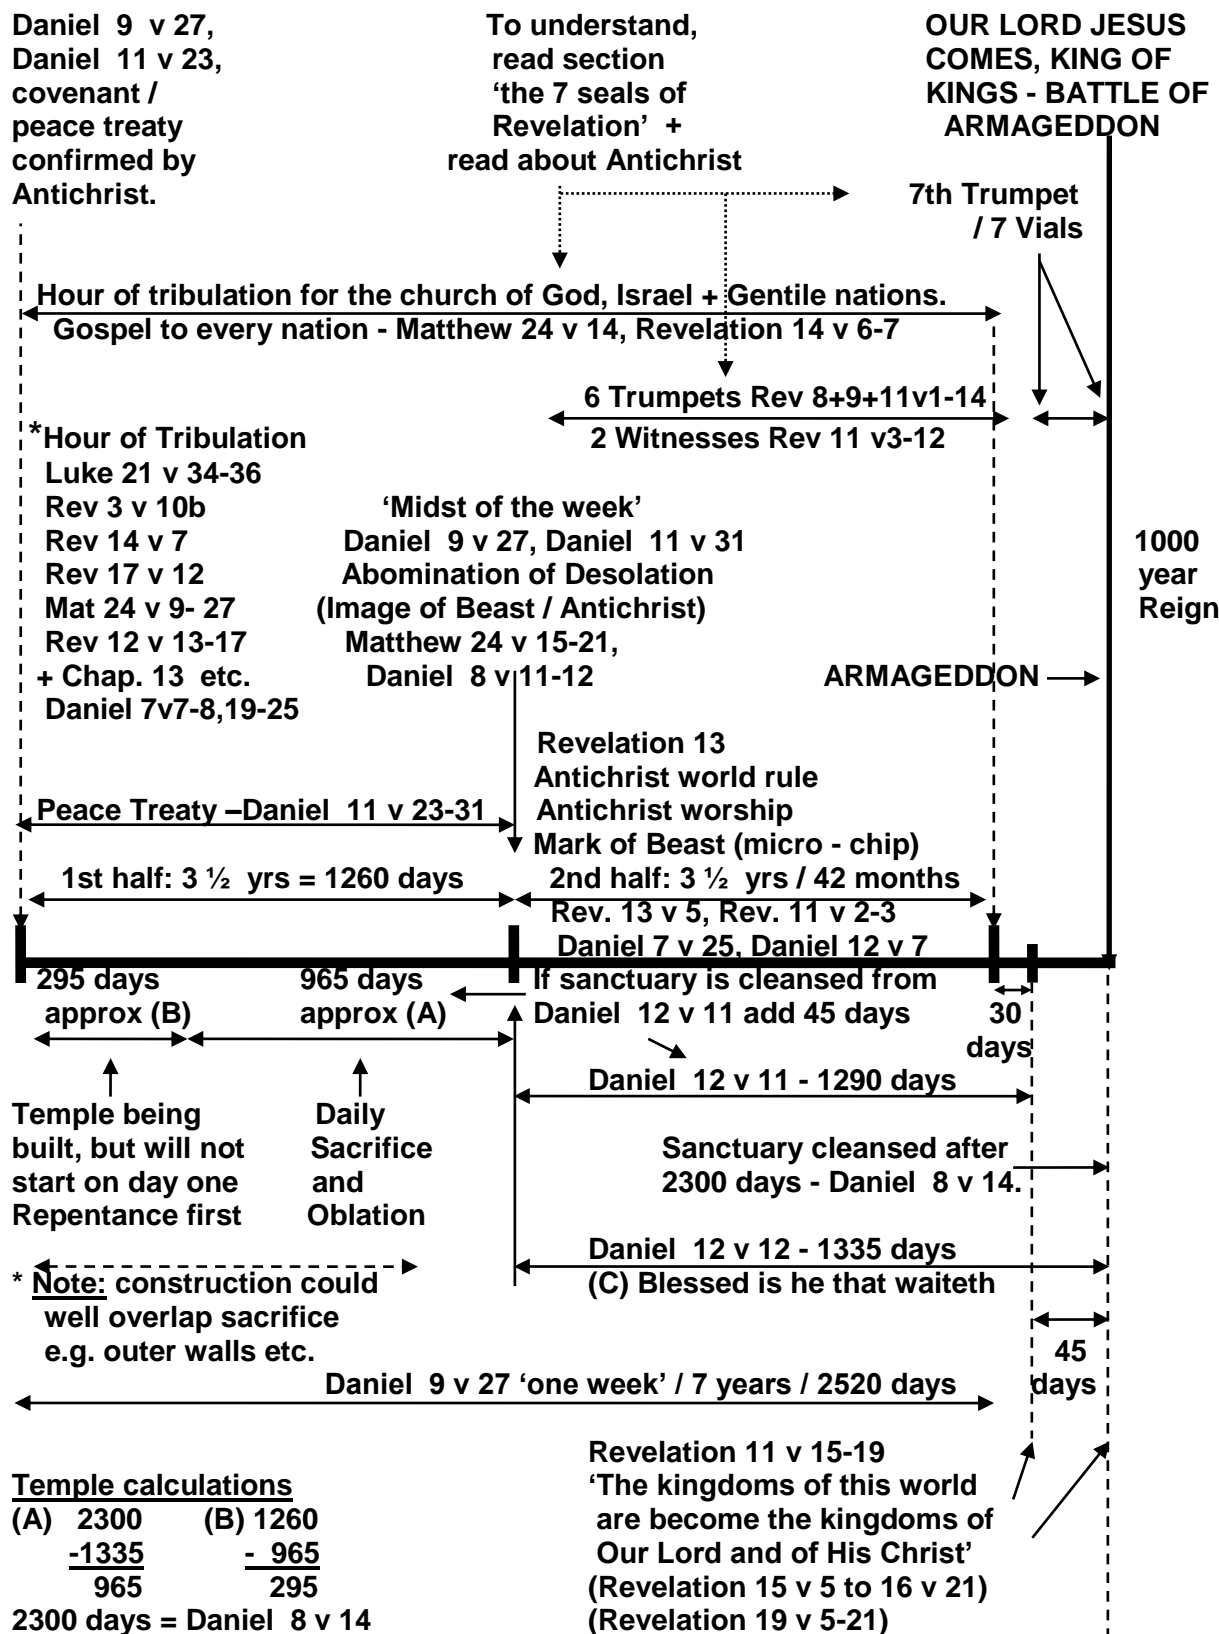 Daniel 9 v 27,
Daniel 11 v 23,
covenant /
peace treaty
confirmed by
Antichrist.
To understand,
read section
‘the 7 seals of
Revelation’ +
read about Antichrist
OUR LORD JESUS
COMES, KING OF
KINGS - BATTLE OF
ARMAGEDDON
7th Trumpet
/ 7 Vials
Hour of tribulation for the church of God, Israel + Gentile nations.
Gospel to every nation - Matthew 24 v 14, Revelation 14 v 6-7
6 Trumpets Rev 8+9+11v1-14
2 Witnesses Rev 11 v3-12
*Hour of Tribulation
Luke 21 v 34-36
Rev 3 v 10b
Rev 14 v 7
Rev 17 v 12
Mat 24 v 9- 27
Rev 12 v 13-17
+ Chap. 13 etc.
Daniel 7v7-8,19-25
‘Midst of the week’
Daniel 9 v 27, Daniel 11 v 31
Abomination of Desolation
(Image of Beast / Antichrist)
Matthew 24 v 15-21,
Daniel 8 v 11-12
1000
year
Reign
ARMAGEDDON
Revelation 13
Antichrist world rule
Antichrist worship
Mark of Beast (micro - chip)
Peace Treaty –Daniel 11 v 23-31
1st half: 3 ½ yrs = 1260 days
2nd half: 3 ½ yrs / 42 months
Rev. 13 v 5, Rev. 11 v 2-3
Daniel 7 v 25, Daniel 12 v 7
295 days
approx (B)
965 days
approx (A)
If sanctuary is cleansed from
Daniel 12 v 11 add 45 days
30
days
Daniel 12 v 11 - 1290 days
Temple being
built, but will not
start on day one
Repentance first
Daily
Sacrifice
and
Oblation
Sanctuary cleansed after
2300 days - Daniel 8 v 14.
Daniel 12 v 12 - 1335 days
(C) Blessed is he that waiteth
* Note: construction could
well overlap sacrifice
e.g. outer walls etc.
45
days
Daniel 9 v 27 ‘one week’ / 7 years / 2520 days
Temple calculations
(A) 2300 (B) 1260
-1335 - 965
965 295
2300 days = Daniel 8 v 14
Revelation 11 v 15-19
‘The kingdoms of this world
are become the kingdoms of
Our Lord and of His Christ’
(Revelation 15 v 5 to 16 v 21)
(Revelation 19 v 5-21)